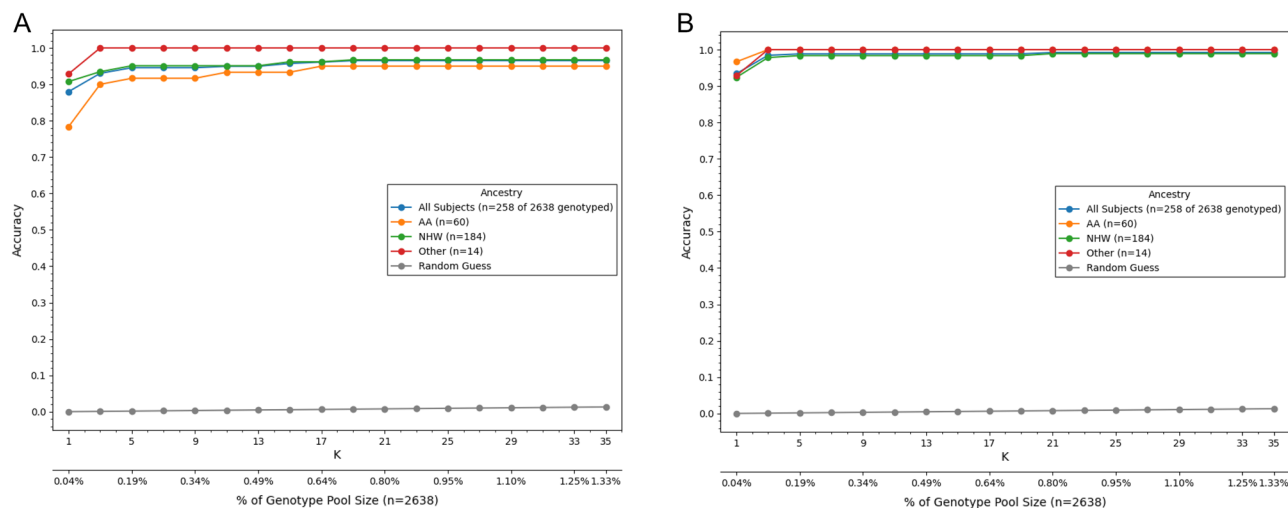 A
1.0
0.9
0.8
0.7
0.6
0.5
0.4
0.3
0.2
0.1
0.0
Accuracy
Ancestry
All Subjects (n=258 of 2638 genotyped)
AA (n=60)
NHW (n=184)
Other (n=14)
Random Guess
1 5 9 13 17 21 25 29 33 35
K
0.04% 0.19% 0.34% 0.49% 0.64% 0.80% 0.95% 1.10% 1.25% 1.33%
% of Genotype Pool Size (n=2638)
B
1.0
0.9
0.8
0.7
0.6
0.5
0.4
0.3
0.2
0.1
0.0
Accuracy
Ancestry
All Subjects (n=258 of 2638 genotyped)
AA (n=60)
NHW (n=184)
Other (n=14)
Random Guess
1 5 9 13 17 21 25 29 33 35
K
0.04% 0.19% 0.34% 0.49% 0.64% 0.80% 0.95% 1.10% 1.25% 1.33%
% of Genotype Pool Size (n=2638)